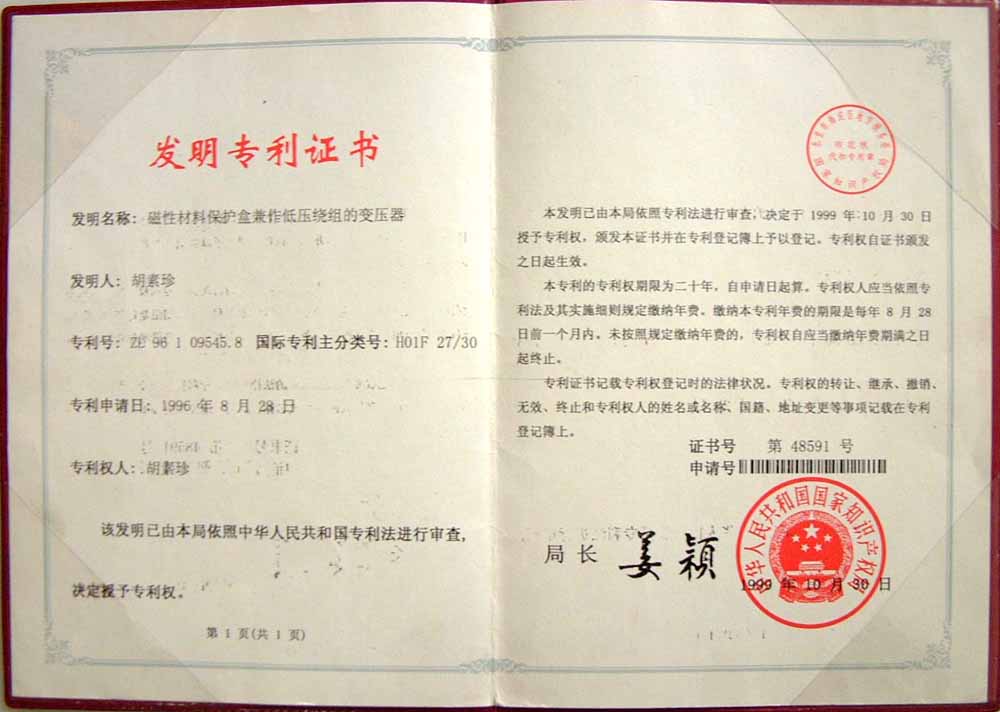 发明专利证书
发明名称：磁性材料保护盒兼作低压绕组的变压器
发明人：胡素珍
专利号：ZL 96 1 09545.8 国际专利主分类号：H01F 27/30
专利申请日：1996 年 8 月 28 日
专利权人：胡素珍
该发明已由本局依照中华人民共和国专利法进行审查，
决定授予专利权。
第 1 页(共 1 页)
本发明已由本局依照专利法进行审查，决定于 1999 年 10 月 30 日
授予专利权，颁发本证书并在专利登记簿上予以登记。专利权自证书颁发
之日起生效。
本专利的专利权期限为二十年，自申请日起算。专利权人应当依照专
利法及其实施细则规定缴纳年费。缴纳本专利年费的期限是每年 8 月 28
日前一个月内。未按照规定缴纳年费的，专利权自应当缴纳年费期满之日
起终止。
专利证书记载专利权登记时的法律状况。专利权的转让、继承、撤销、
无效、终止和专利权人的姓名或名称、国籍、地址变更等事项记载在专利
登记簿上。
证书号 第 48591 号
申请号
局长 姜颖
中华人民共和国国家知识产权局
1999 年 10 月 30 日
国家知识产权局